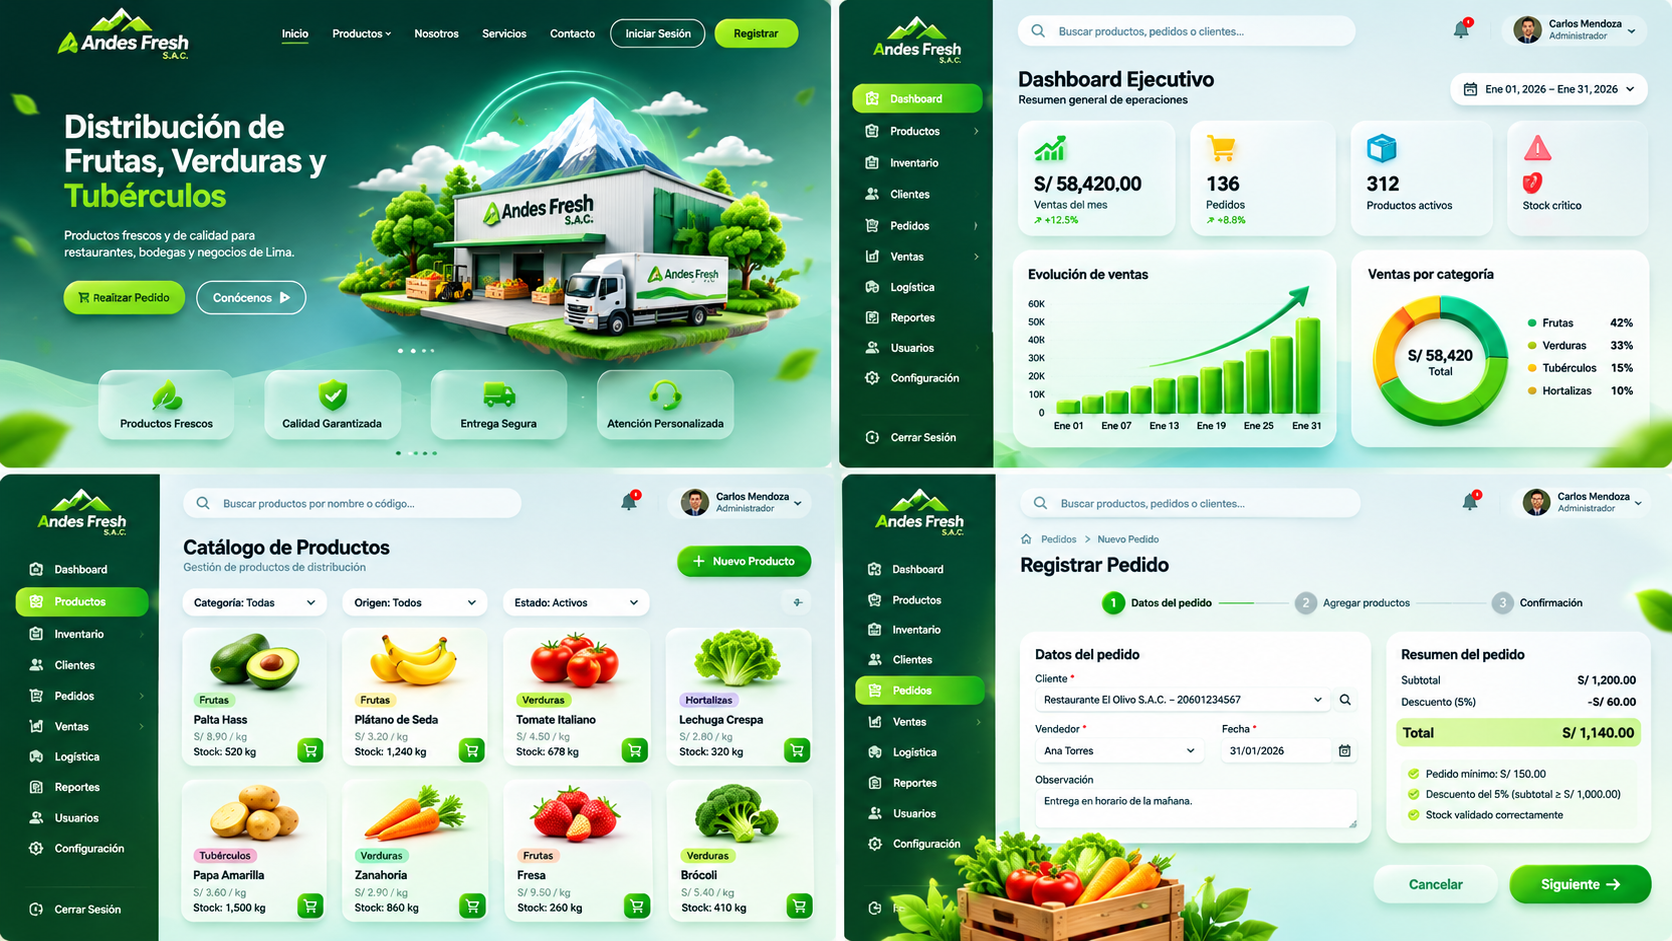 Andes Fresh
S.A.C.
Inicio
Productos
Nosotros
Servicios
Contacto
Iniciar Sesión
Registrar
Distribución de
Frutas, Verduras y
Tubérculos
Productos frescos y de calidad para
restaurantes, bodegas y negocios de Lima.
Realizar Pedido
Conócenos
Andes Fresh
S.A.C.
Andes Fresh
Productos Frescos
Calidad Garantizada
Entrega Segura
Atención Personalizada
Andes Fresh
S.A.C.
Dashboard
Productos
Inventario
Clientes
Pedidos
Ventas
Logística
Reportes
Usuarios
Configuración
Cerrar Sesión
Buscar productos, pedidos o clientes...
Carlos Mendoza
Administrador
Dashboard Ejecutivo
Resumen general de eperaciones
Ene 01, 2026 – Ene 31, 2026
S/ 58,420.00
Ventas del mes
+12.5%
136
Pedidos
+8.8%
312
Productos activos
Stock crítico
Evolución de ventas
60K
50K
40K
30K
20K
10K
0
Ene 01
Ene 07
Ene 13
Ene 19
Ene 25
Ene 31
Ventas por categoría
S/ 58,420
Total
Frutas 42%
Verduras 33%
Tubérculos 15%
Hortalizas 10%
Andes Fresh
S.A.C.
Dashboard
Productos
Inventario
Clientes
Pedidos
Ventas
Logística
Reportes
Usuarios
Configuración
Cerrar Sesión
Buscar productos por nombre o código...
Carlos Mendoza
Administrador
Catálogo de Productos
Gestión de productos de distribución
+ Nuevo Producto
Categoría: Todas
Origen: Todos
Estado: Activos
Frutas
Palta Hass
S/ 8.90 / kg
Stock: 520 kg
Frutas
Plátano de Seda
S/ 3.20 / kg
Stock: 1,240 kg
Verduras
Tomate Italiano
S/ 4.50 / kg
Stock: 678 kg
Hortalizas
Lechuga Crespa
S/ 2.80 / kg
Stock: 320 kg
Tubérculos
Papa Amarilla
S/ 3.60 / kg
Stock: 1,500 kg
Verduras
Zanahoria
S/ 2.90 / kg
Stock: 860 kg
Frutas
Fresa
S/ 9.50 / kg
Stock: 260 kg
Verduras
Brócoli
S/ 5.40 / kg
Stock: 410 kg
Andes Fresh
S.A.C.
Dashboard
Productos
Inventario
Clientes
Pedidos
Ventes
Logística
Reportes
Usuarios
Configuración
Buscar productos, pedidos o clientes...
Carlos Mendoza
Administrador
Pedidos > Nuevo Pedido
Registrar Pedido
1 Datos del pedido
2 Agregar productos
3 Confirmación
Datos del pedido
Cliente *
Restaurante El Olivo S.A.C. – 20601234567
Vendedor *
Ana Torres
Fecha *
31/01/2026
Observación
Entrega en horario de la mañana.
Resumen del pedido
Subtotal S/ 1,200.00
Descuento (5%) -S/ 60.00
Total S/ 1,140.00
Pedido mínimo: S/ 150.00
Descuento del 5% (subtotal ≥ S/ 1,000.00)
Stock validado correctamente
Cancelar
Siguiente →